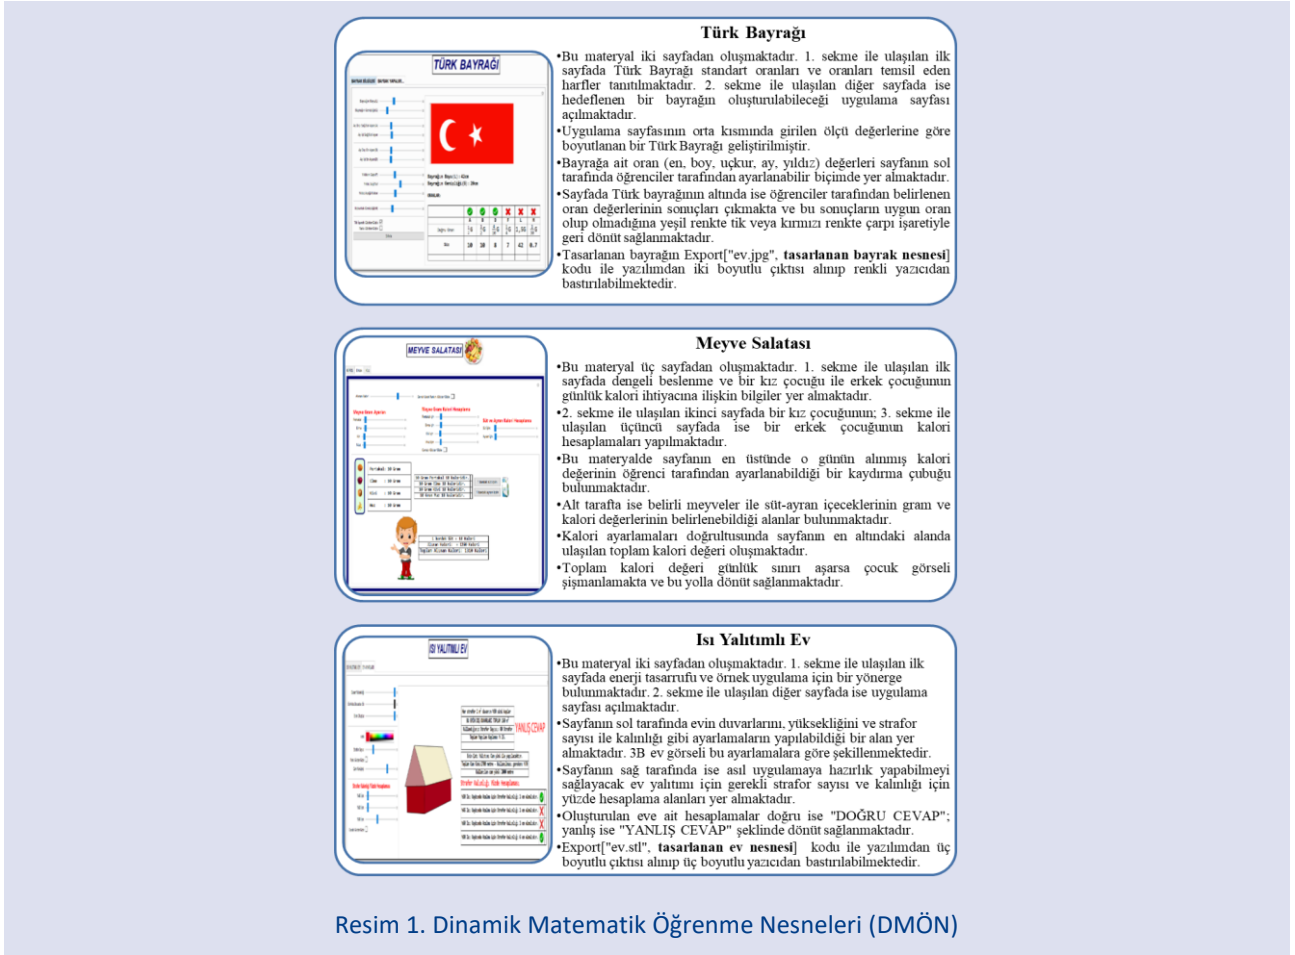 Türk Bayrağı
TÜRK BAYRAĞI
•Bu materyal iki sayfadan oluşmaktadır. 1. sekme ile ulaşılan ilk
sayfada Türk Bayrağı standart oranları ve oranları temsil eden
harfler tanıtılmaktadır. 2. sekme ile ulaşılan diğer sayfada ise
hedeflenen bir bayrağın oluşturulabileceği uygulama sayfası
açılmaktadır.
•Uygulama sayfasının orta kısmında girilen ölçü değerlerine göre
boyutlanan bir Türk Bayrağı geliştirilmiştir.
•Bayrağa ait oran (en, boy, uçkur, ay, yıldız) değerleri sayfanın sol
tarafında öğrenciler tarafından ayarlanabilir biçimde yer almaktadır.
•Sayfada Türk bayrağının altında ise öğrenciler tarafından belirlenen
oran değerlerinin sonuçları çıkmakta ve bu sonuçların uygun oran
olup olmadığına yeşil renkte tik veya kırmızı renkte çarpi işaretiyle
geri dönüt sağlanmaktadır.
•Tasarlanan bayrağın Export["ev.jpg", tasarlanan bayrak nesnesi]
kodu ile yazılımdan iki boyutlu çıktısı alınıp renkli yazıcıdan
bastırılabilmektedir.
Meyve Salatası
MEYVE SALATASI
•Bu materyal üç sayfadan oluşmaktadır. 1. sekme ile ulaşılan ilk
sayfada dengeli beslenme ve bir kız çocuğu ile erkek çocuğunun
günlük kalori ihtiyacına ilişkin bilgiler yer almaktadır.
•2. sekme ile ulaşılan ikinci sayfada bir kız çocuğunun; 3. sekme ile
ulaşılan üçüncü sayfada ise bir erkek çocuğunun kalori
hesaplamaları yapılmaktadır.
•Bu materyalde sayfanın en üstünde o günün alınmış kalori
değerinin öğrenci tarafından ayarlanabildiği bir kaydırma çubuğu
bulunmaktadır.
•Alt tarafta ise belirli meyveler ile süt-ayran içeceklerinin gram ve
kalori değerlerinin belirlenebildiği alanlar bulunmaktadır.
•Kalori ayarlamaları doğrultusunda sayfanın en altındaki alanda
ulaşılan toplam kalori değeri oluşmaktadır.
•Toplam kalori değeri günlük sınırı aşarsa çocuk görseli
şişmanlamakta ve bu yolla dönüt sağlanmaktadır.
Isı Yalıtımlı Ev
ISI YALITIMLI EV
YANLIŞ CEVAP
•Bu materyal iki sayfadan oluşmaktadır. 1. sekme ile ulaşılan ilk
sayfada enerji tasarrufu ve örnek uygulama için bir yönerge
bulunmaktadır. 2. sekme ile ulaşılan diğer sayfada ise uygulama
sayfası açılmaktadır.
•Sayfanın sol tarafında evin duvarlarını, yüksekliğini ve strafor
sayısı ile kalınlığı gibi ayarlamaların yapılabildiği bir alan yer
almaktadır. 3B ev görseli bu ayarlamalara göre şekillenmektedir.
•Sayfanın sağ tarafında ise asıl uygulamaya hazırlık yapabilmeyi
sağlayacak ev yalıtımı için gerekli strafor sayısı ve kalınlığı için
yüzde hesaplama alanları yer almaktadır.
•Oluşturulan eve ait hesaplamalar doğru ise "DOĞRU CEVAP";
yanlış ise "YANLIŞ CEVAP" şeklinde dönüt sağlanmaktadır.
•Export["ev.stl", tasarlanan ev nesnesi] kodu ile yazılımdan üç
boyutlu çıktısı alınıp üç boyutlu yazıcıdan bastırılabilmektedir.
Resim 1. Dinamik Matematik Öğrenme Nesneleri (DMÖN)